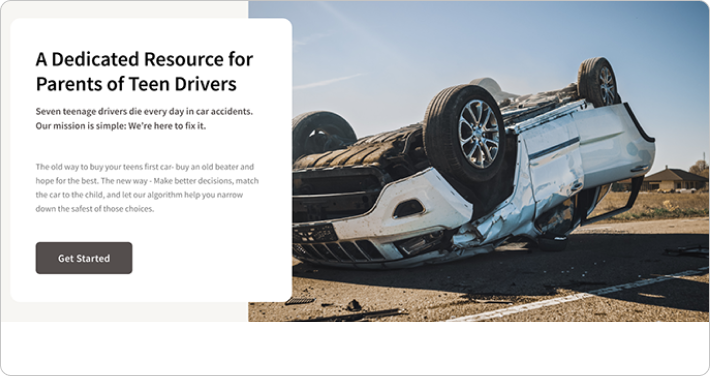 A Dedicated Resource for
Parents of Teen Drivers
Seven teenage drivers die every day in car accidents.
Our mission is simple: We're here to fix it.
The old way to buy your teens first car- buy an old beater and
hope for the best. The new way - Make better decisions, match
the car to the child, and let our algorithm help you narrow
down the safest of those choices.
Get Started